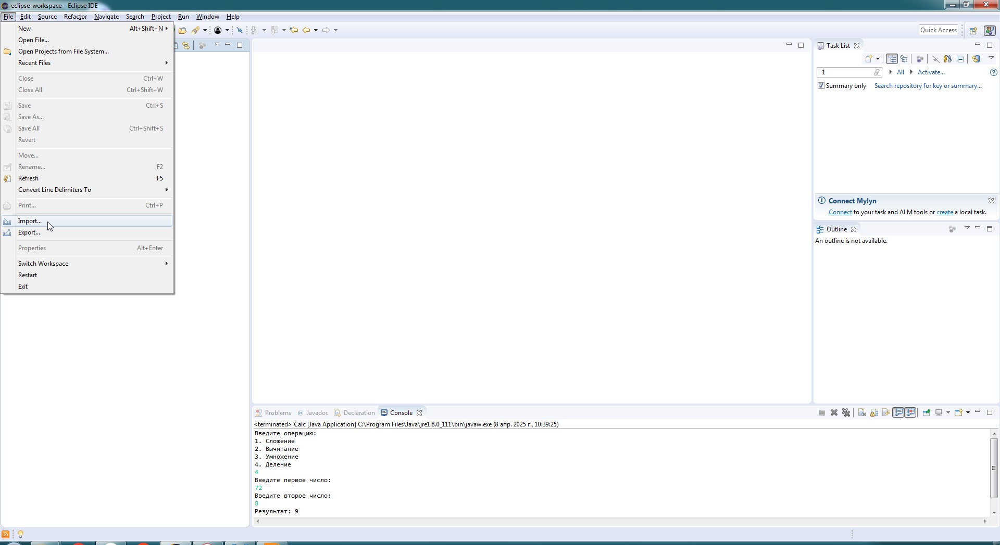 eclipse-workspace - Eclipse IDE
File Edit Source Refactor Navigate Search Project Run Window Help
New Alt+Shift+N
Open File...
Open Projects from File System...
Recent Files
Close Ctrl+W
Close All Ctrl+Shift+W
Save Ctrl+S
Save As...
Save All Ctrl+Shift+S
Revert
Move...
Rename... F2
Refresh F5
Convert Line Delimiters To
Print... Ctrl+P
Import...
Export...
Properties Alt+Enter
Switch Workspace
Restart
Exit
Quick Access
Task List
1 All Activate...
Summary only Search repository for key or summary...
Connect Mylyn
Connect to your task and ALM tools or create a local task.
Outline
An outline is not available.
Problems @ Javadoc Declaration Console
<terminated> Calc [Java Application] C:\Program Files\Java\jre1.8.0_111\bin\javaw.exe (8 апр. 2025 г., 10:39:25)
Введите операцию:
1. Сложение
2. Вычитание
3. Умножение
4. Деление
4
Введите первое число:
72
Введите второе число:
8
Результат: 9